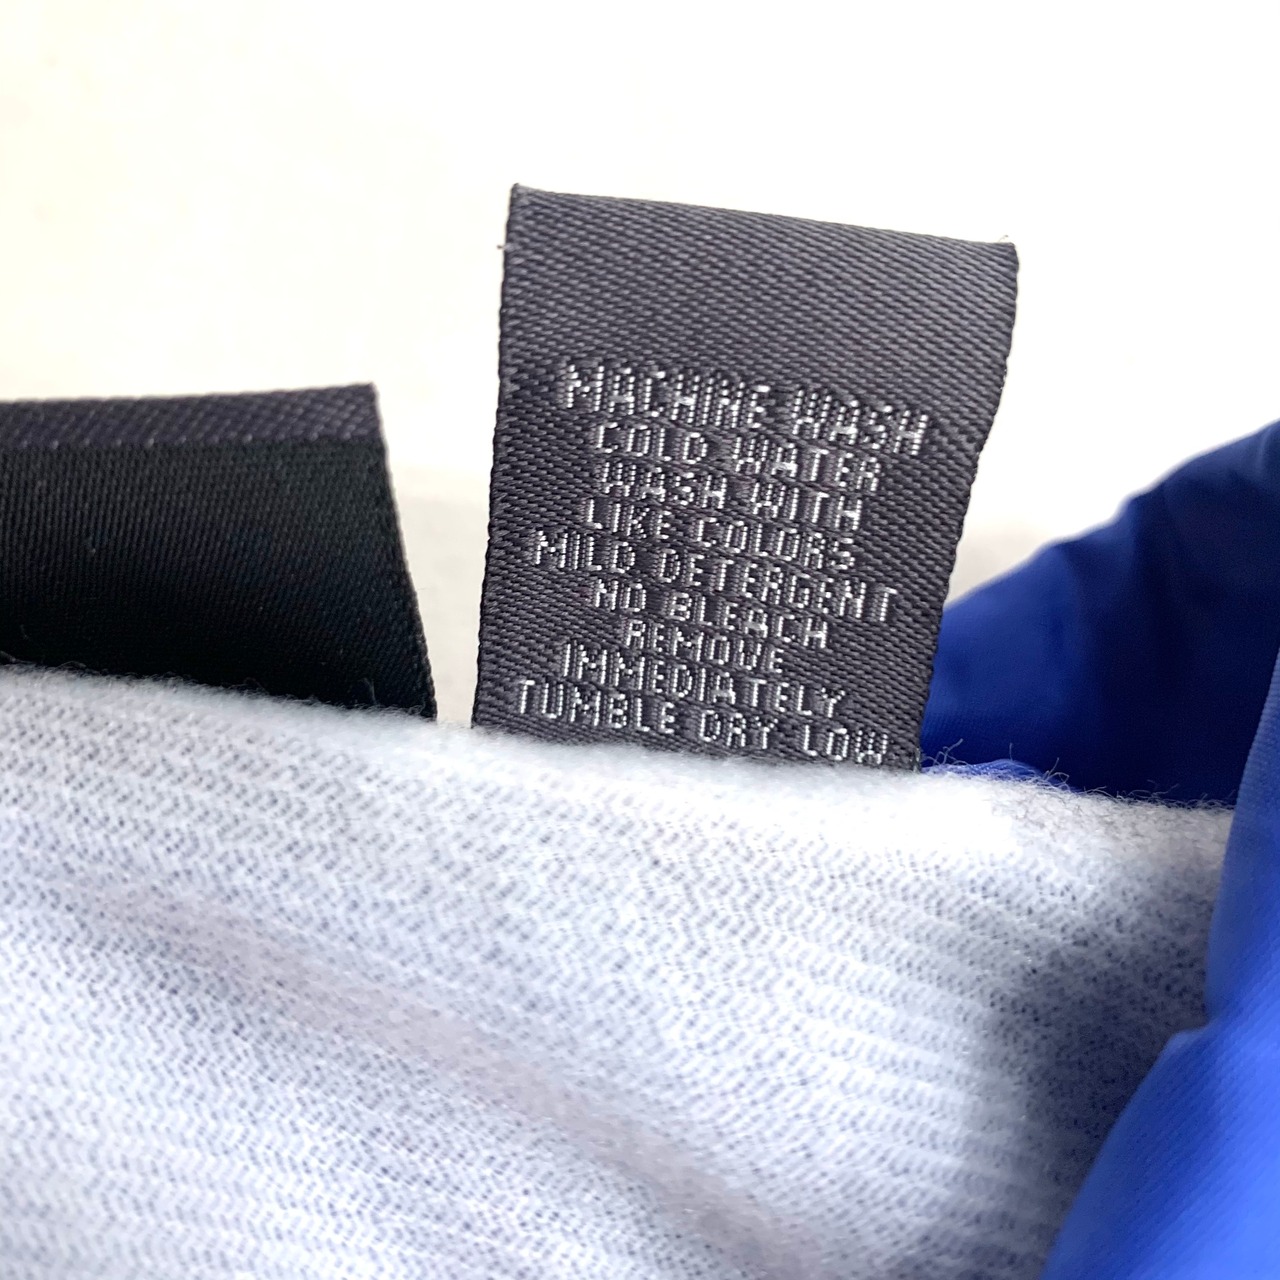 MACHINE WASH
COLD WATER
WASH WITH
LIKE COLORS
MILD DETERGENT
NO BLEACH
REMOVE
IMMEDIATELY
TUMBLE DRY LOW